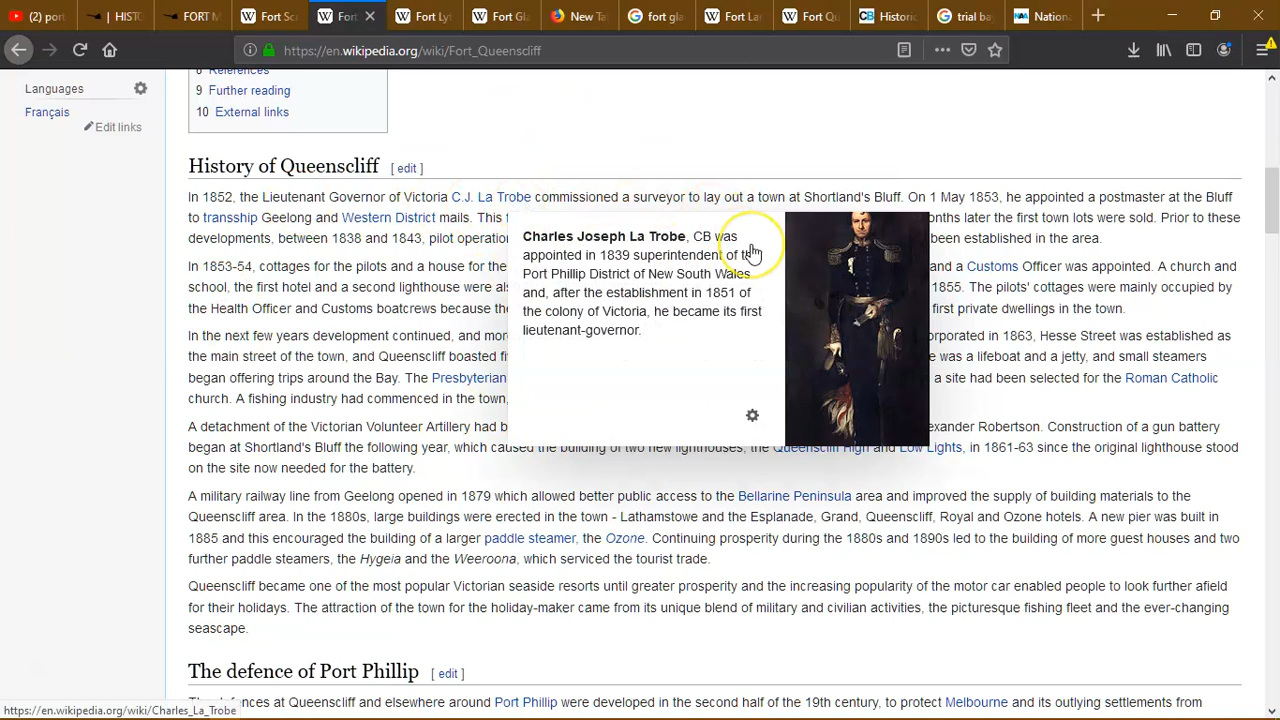 (2) port
| HISTO
FORT M
Fort Scr
Fort
Fort Lyt
Fort Gla
New Ta
fort gla
Fort Lar
Fort Qu
Historic
trial bay
Nationa
https://en.wikipedia.org/wiki/Fort_Queenscliff
Languages
Français
Edit links
8 References
9 Further reading
10 External links
History of Queenscliff [ edit ]
In 1852, the Lieutenant Governor of Victoria C.J. La Trobe commissioned a surveyor to lay out a town at Shortland's Bluff. On 1 May 1853, he appointed a postmaster at the Bluff
to transship Geelong and Western District mails. This onths later the first town lots were sold. Prior to these
developments, between 1838 and 1843, pilot operation been established in the area.
In 1853-54, cottages for the pilots and a house for the and a Customs Officer was appointed. A church and
school, the first hotel and a second lighthouse were als 1855. The pilots' cottages were mainly occupied by
the Health Officer and Customs boatcrews because the first private dwellings in the town.
In the next few years development continued, and mor orporated in 1863, Hesse Street was established as
the main street of the town, and Queenscliff boasted fi e was a lifeboat and a jetty, and small steamers
began offering trips around the Bay. The Presbyterian a site had been selected for the Roman Catholic
church. A fishing industry had commenced in the town,
A detachment of the Victorian Volunteer Artillery had b exander Robertson. Construction of a gun battery
began at Shortland's Bluff the following year, which caused the building of two new lighthouses, the Queenscliff High and Low Lights, in 1861-63 since the original lighthouse stood
on the site now needed for the battery.
Charles Joseph La Trobe, CB was
appointed in 1839 superintendent of the
Port Phillip District of New South Wales
and, after the establishment in 1851 of
the colony of Victoria, he became its first
lieutenant-governor.
A military railway line from Geelong opened in 1879 which allowed better public access to the Bellarine Peninsula area and improved the supply of building materials to the
Queenscliff area. In the 1880s, large buildings were erected in the town - Lathamstowe and the Esplanade, Grand, Queenscliff, Royal and Ozone hotels. A new pier was built in
1885 and this encouraged the building of a larger paddle steamer, the Ozone. Continuing prosperity during the 1880s and 1890s led to the building of more guest houses and two
further paddle steamers, the Hygeia and the Weeroona, which serviced the tourist trade.
Queenscliff became one of the most popular Victorian seaside resorts until greater prosperity and the increasing popularity of the motor car enabled people to look further afield
for their holidays. The attraction of the town for the holiday-maker came from its unique blend of military and civilian activities, the picturesque fishing fleet and the ever-changing
seascape.
The defence of Port Phillip [ edit ]
The defences at Queenscliff and elsewhere around Port Phillip were developed in the second half of the 19th century, to protect Melbourne and its outlying settlements from
https://en.wikipedia.org/wiki/Charles_La_Trobe